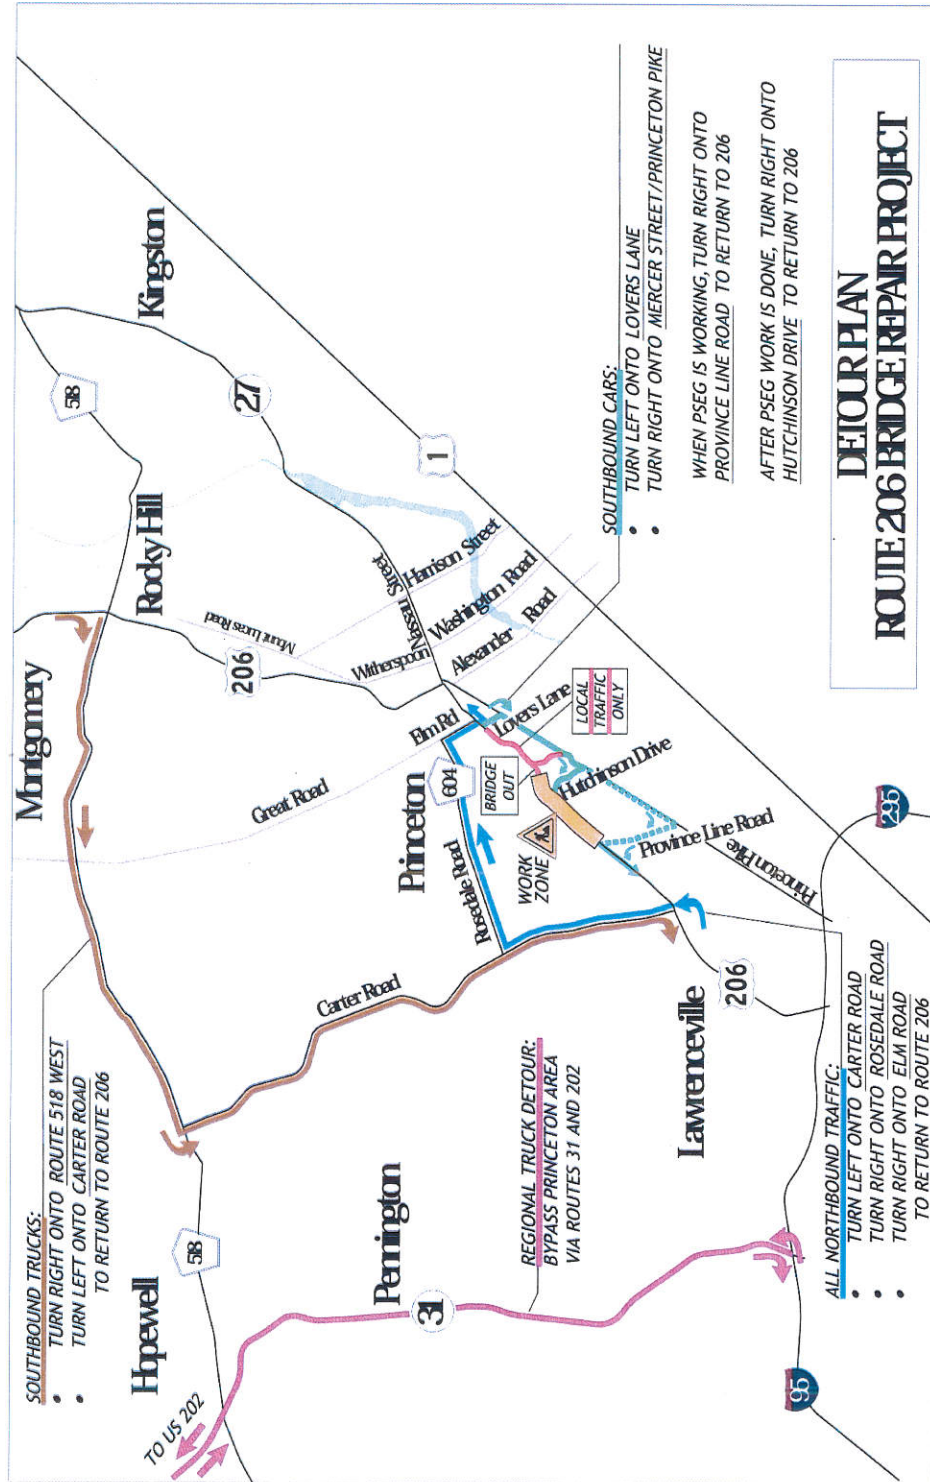 SOUTHBOUND TRUCKS:
• TURN RIGHT ONTO ROUTE 518 WEST
• TURN LEFT ONTO CARTER ROAD
TO RETURN TO ROUTE 206
Montgomery
Rocky Hill
Kingston
518
27
Hopewell
518
TO US 202
Mount Lucas Road
206
Great Road
Carter Road
Princeton
Elm Rd
604
Rosedale Road
Witherspoon
Nassau Street
Harrison Street
Washington Road
Alexander Road
1
Pennington
31
REGIONAL TRUCK DETOUR:
BYPASS PRINCETON AREA
VIA ROUTES 31 AND 202
BRIDGE
OUT
WORK
ZONE
Lovers Lane
LOCAL
TRAFFIC
ONLY
Hutchinson Drive
Province Line Road
Princeton Pike
Lawrenceville
206
SOUTHBOUND CARS:
• TURN LEFT ONTO LOVERS LANE
• TURN RIGHT ONTO MERCER STREET/PRINCETON PIKE
WHEN PSEG IS WORKING, TURN RIGHT ONTO
PROVINCE LINE ROAD TO RETURN TO 206
AFTER PSEG WORK IS DONE, TURN RIGHT ONTO
HUTCHINSON DRIVE TO RETURN TO 206
95
295
ALL NORTHBOUND TRAFFIC:
• TURN LEFT ONTO CARTER ROAD
• TURN RIGHT ONTO ROSEDALE ROAD
• TURN RIGHT ONTO ELM ROAD
TO RETURN TO ROUTE 206
DETOUR PLAN
ROUTE 206 BRIDGE REPAIR PROJECT